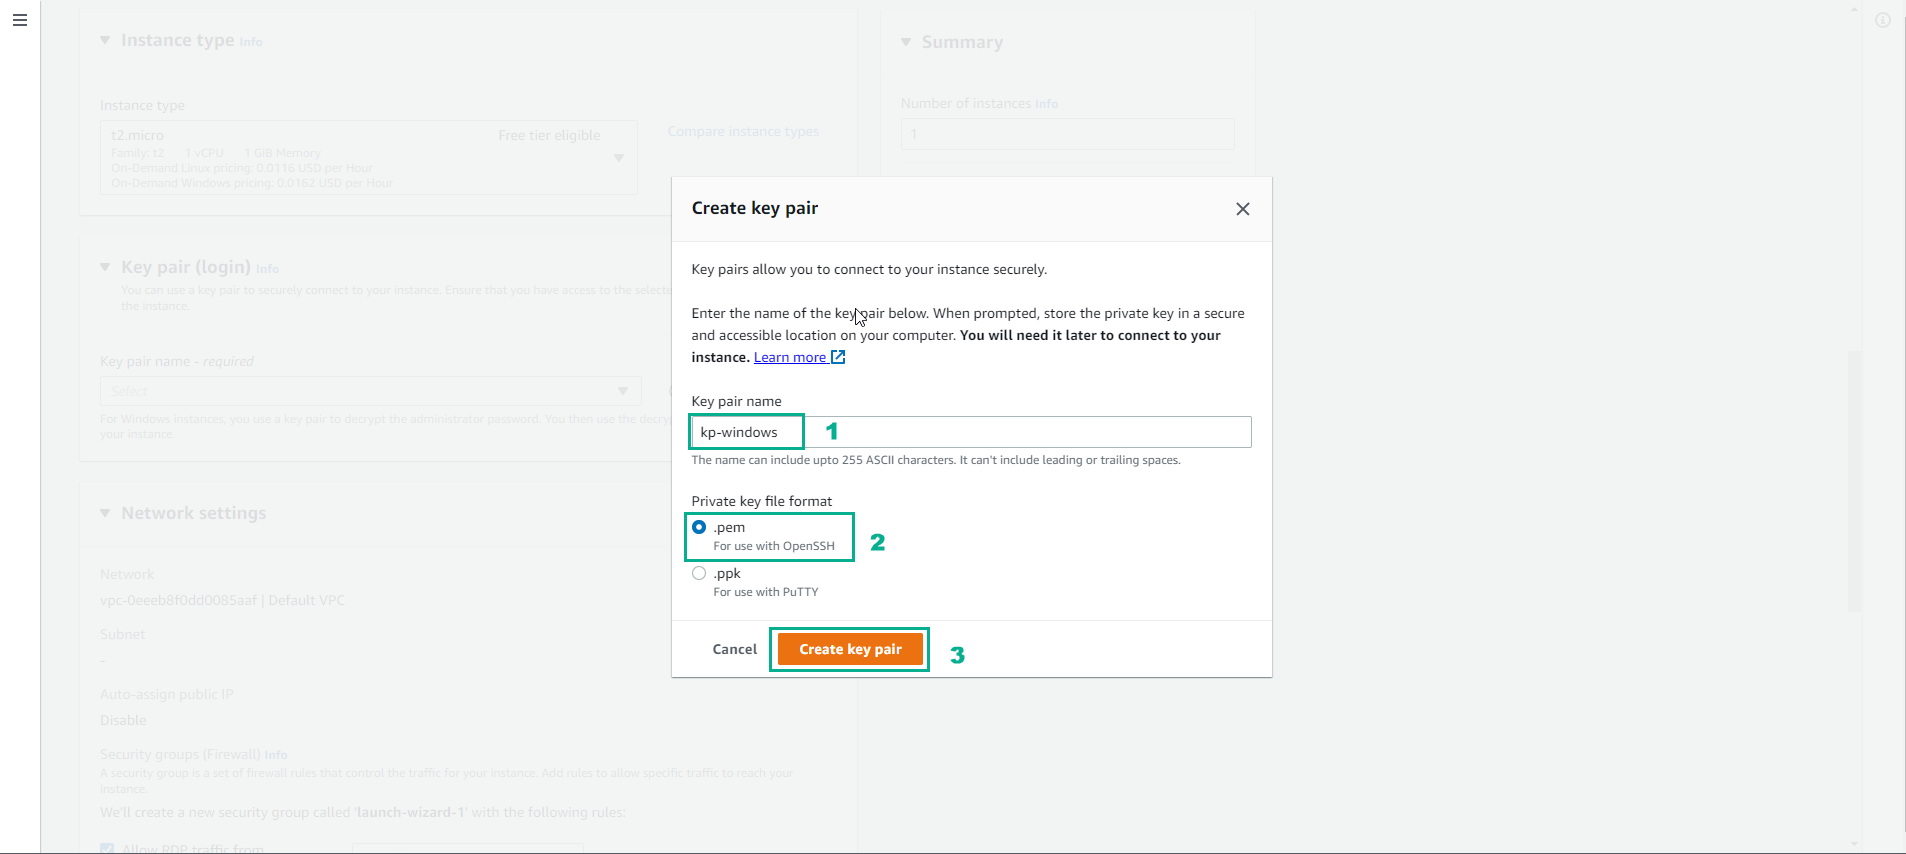 Instance type Info
Instance type
t2.micro Free tier eligible
Family: t2 1 vCPU 1 GiB Memory
On-Demand Linux pricing: 0.0116 USD per Hour
On-Demand Windows pricing: 0.0162 USD per Hour
Compare instance types
Summary
Number of instances Info
1
Key pair (login) Info
You can use a key pair to securely connect to your instance. Ensure that you have access to the selecte
the instance.
Key pair name - required
Select
For Windows instances, you use a key pair to decrypt the administrator password. You then use the decryp
your instance.
Network settings
Network
vpc-0eeeb8f0dd0085aaf | Default VPC
Subnet
-
Auto-assign public IP
Disable
Security groups (Firewall) Info
A security group is a set of firewall rules that control the traffic for your instance. Add rules to allow specific traffic to reach your
instance.
We'll create a new security group called 'launch-wizard-1' with the following rules:
Allow RDP traffic from
Create key pair
Key pairs allow you to connect to your instance securely.
Enter the name of the key pair below. When prompted, store the private key in a secure
and accessible location on your computer. You will need it later to connect to your
instance. Learn more
Key pair name
kp-windows 1
The name can include upto 255 ASCII characters. It can't include leading or trailing spaces.
Private key file format
.pem
For use with OpenSSH
2
.ppk
For use with PuTTY
Cancel Create key pair 3